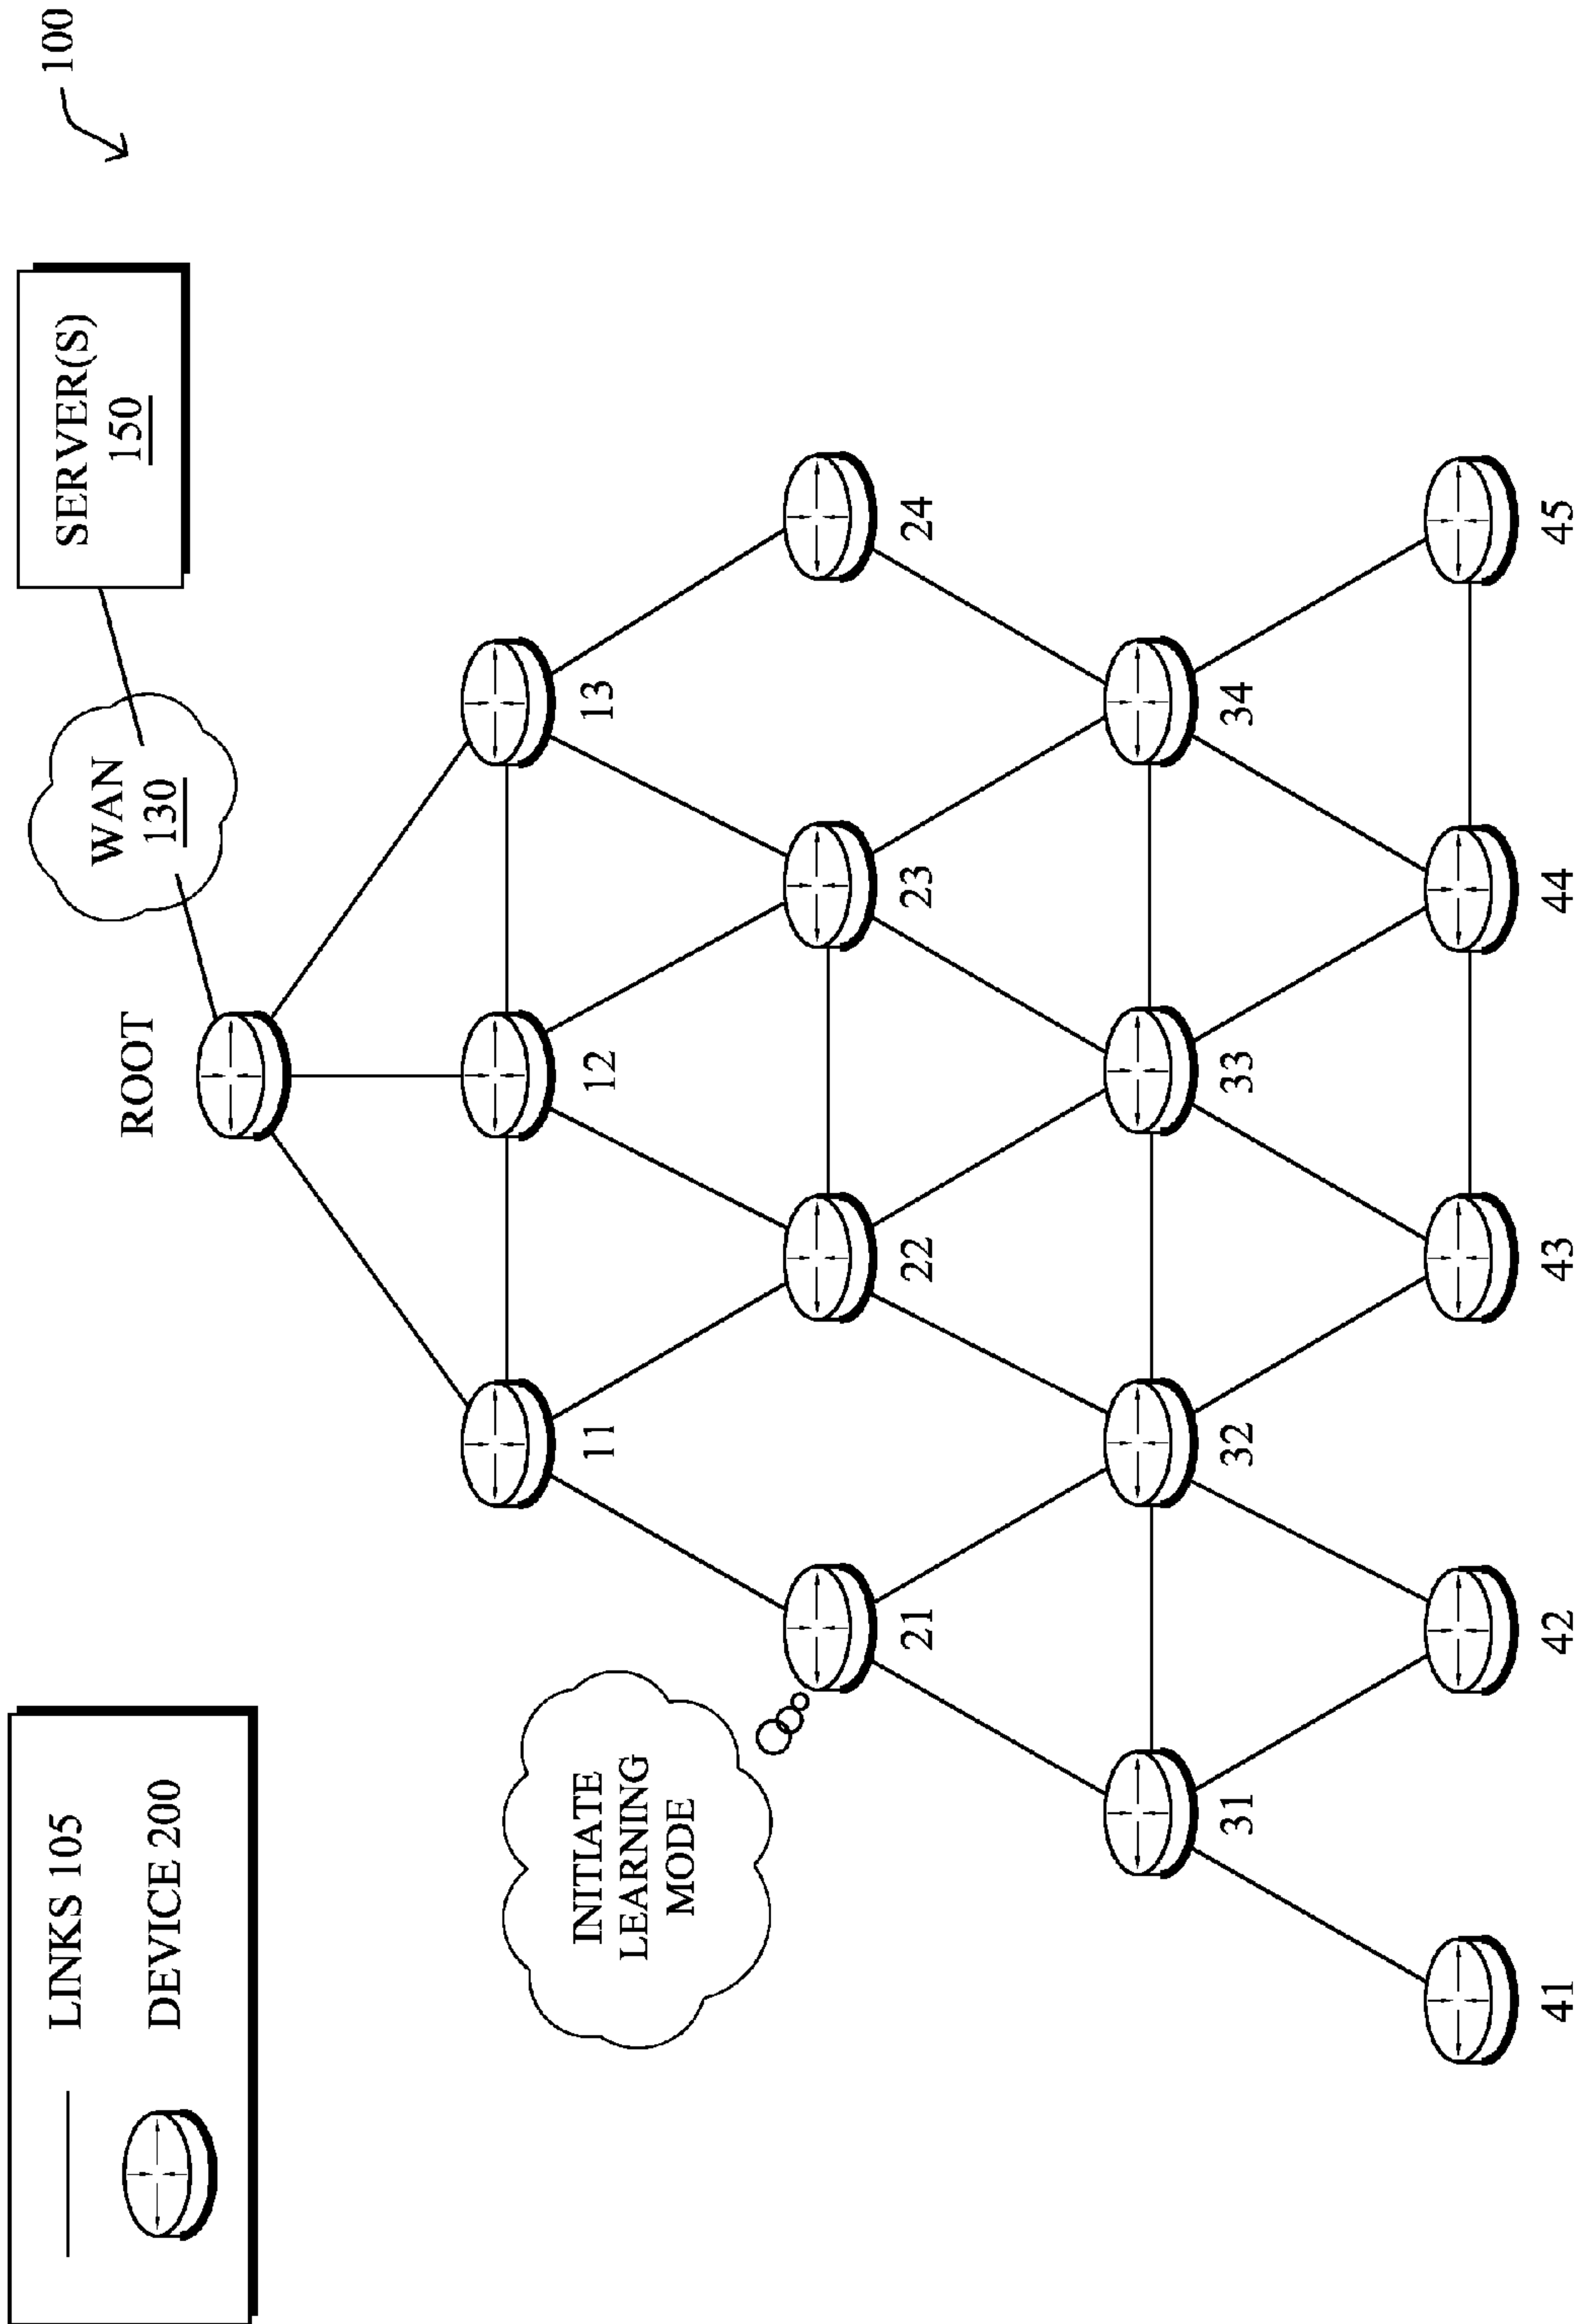 LINKS 105
DEVICE 200
100
SERVER(S)
150
WAN
130
ROOT
11
12
13
INITIATE
LEARNING
MODE
21
22
23
24
31
32
33
34
41
42
43
44
45